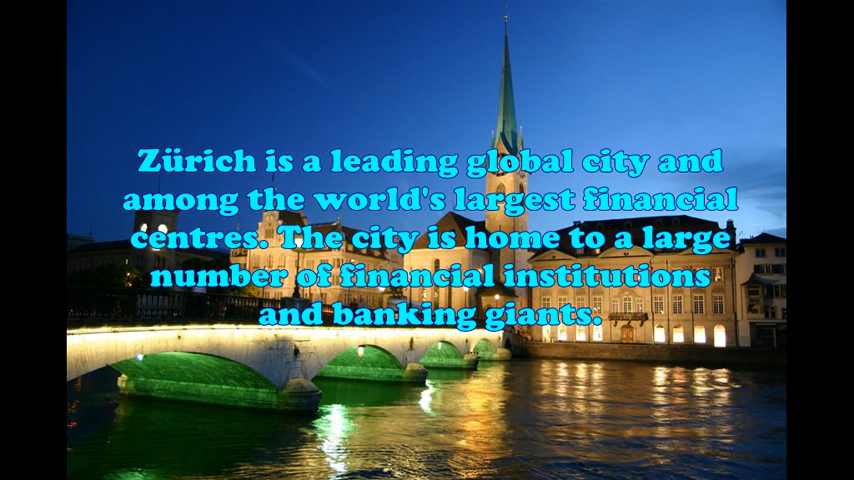 Zürich is a leading global city and
among the world's largest financial
centres. The city is home to a large
number of financial institutions
and banking giants.